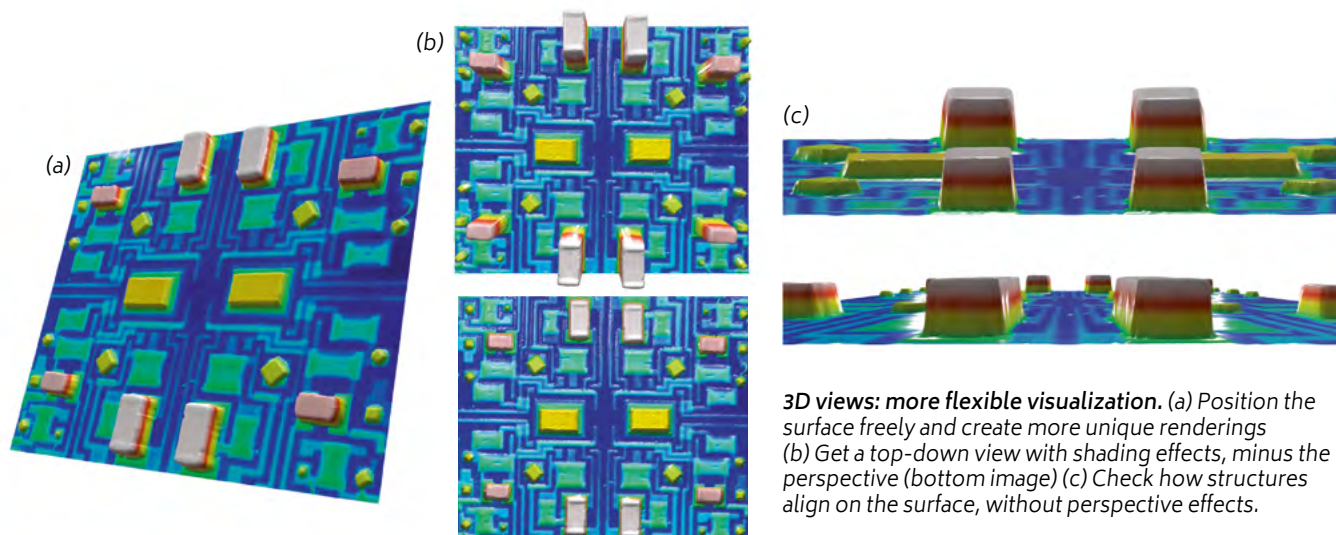 (a)
(b)
(c)
3D views: more flexible visualization. (a) Position the
surface freely and create more unique renderings
(b) Get a top-down view with shading effects, minus the
perspective (bottom image) (c) Check how structures
align on the surface, without perspective effects.